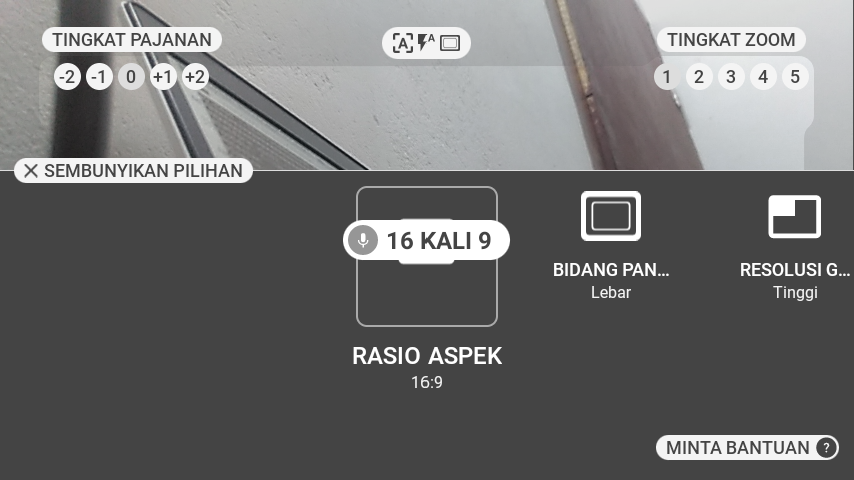 TINGKAT PAJANAN
-2 -1 0 +1 +2
A A
TINGKAT ZOOM
1 2 3 4 5
SEMBUNYIKAN PILIHAN
16 KALI 9
RASIO ASPEK
16:9
BIDANG PAN...
Lebar
RESOLUSI G...
Tinggi
MINTA BANTUAN ?